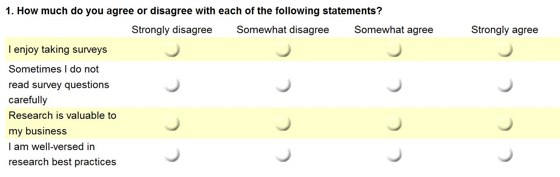 1. How much do you agree or disagree with each of the following statements?
Strongly disagree Somewhat disagree Somewhat agree Strongly agree
I enjoy taking surveys
Sometimes I do not
read survey questions
carefully
Research is valuable to
my business
I am well-versed in
research best practices